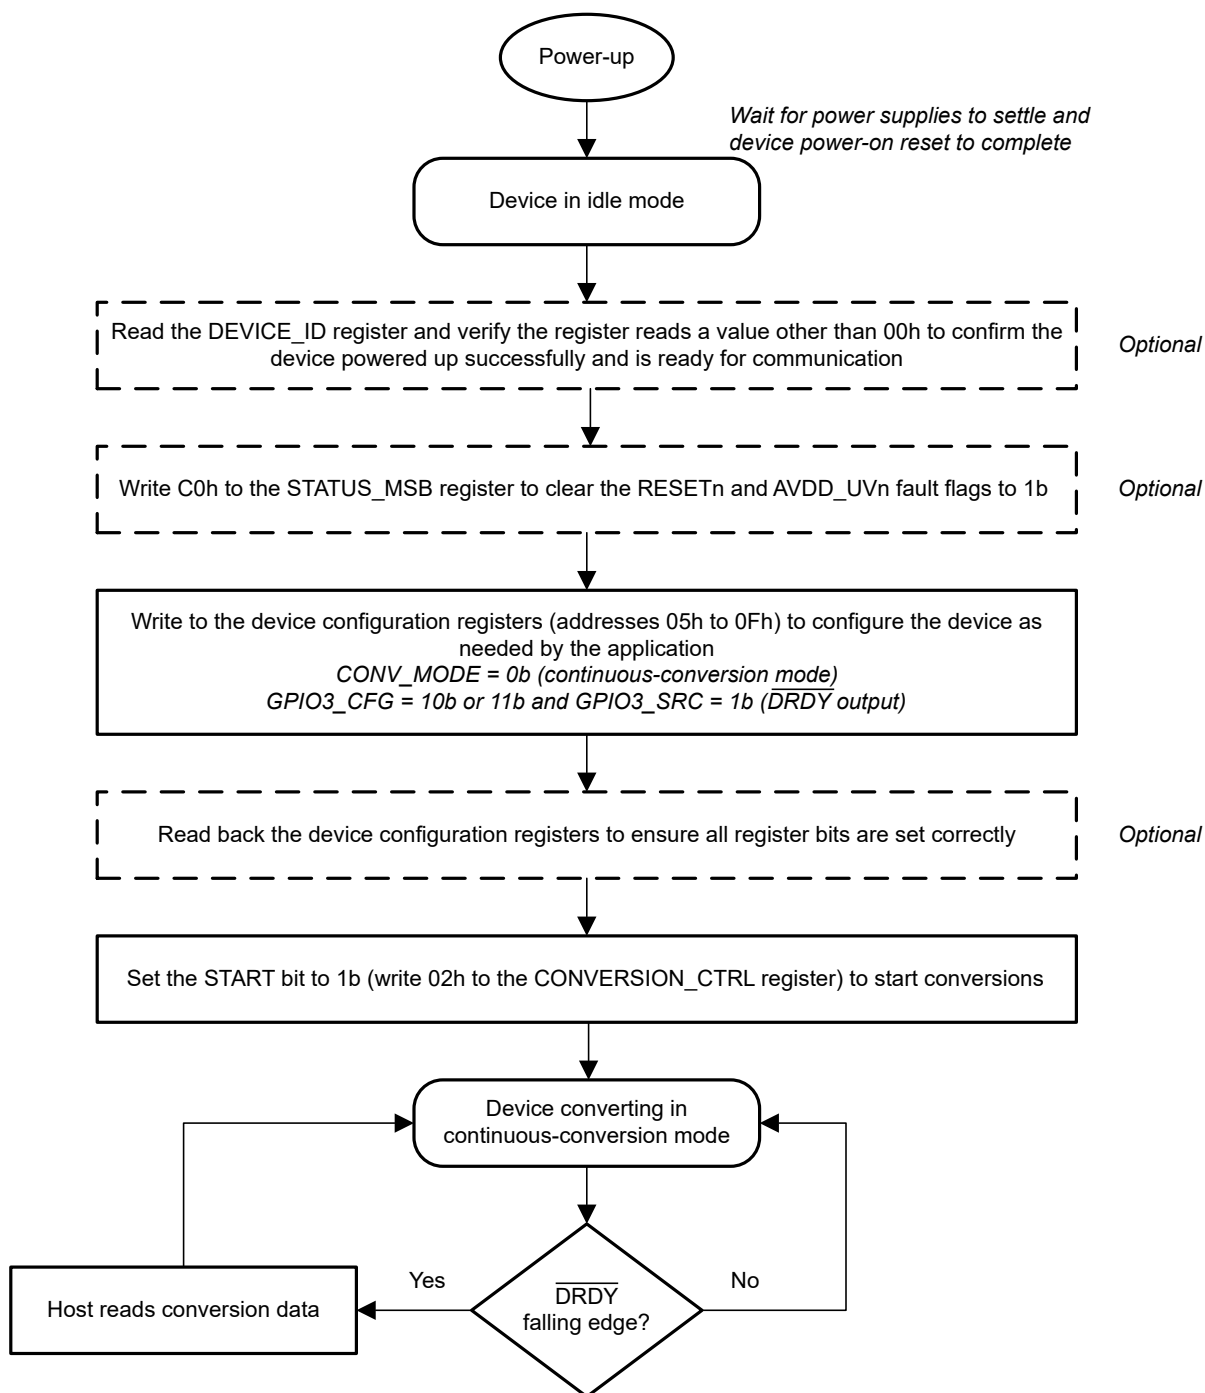 Power-up
Wait for power supplies to settle and
device power-on reset to complete
Device in idle mode
Read the DEVICE_ID register and verify the register reads a value other than 00h to confirm the
device powered up successfully and is ready for communication
Optional
Write C0h to the STATUS_MSB register to clear the RESETn and AVDD_UVn fault flags to 1b
Optional
Write to the device configuration registers (addresses 05h to 0Fh) to configure the device as
needed by the application
CONV_MODE = 0b (continuous-conversion mode)
GPIO3_CFG = 10b or 11b and GPIO3_SRC = 1b (D̅R̅D̅Y̅ output)
Read back the device configuration registers to ensure all register bits are set correctly
Optional
Set the START bit to 1b (write 02h to the CONVERSION_CTRL register) to start conversions
Device converting in
continuous-conversion mode
Yes
No
D̅R̅D̅Y̅
falling edge?
Host reads conversion data